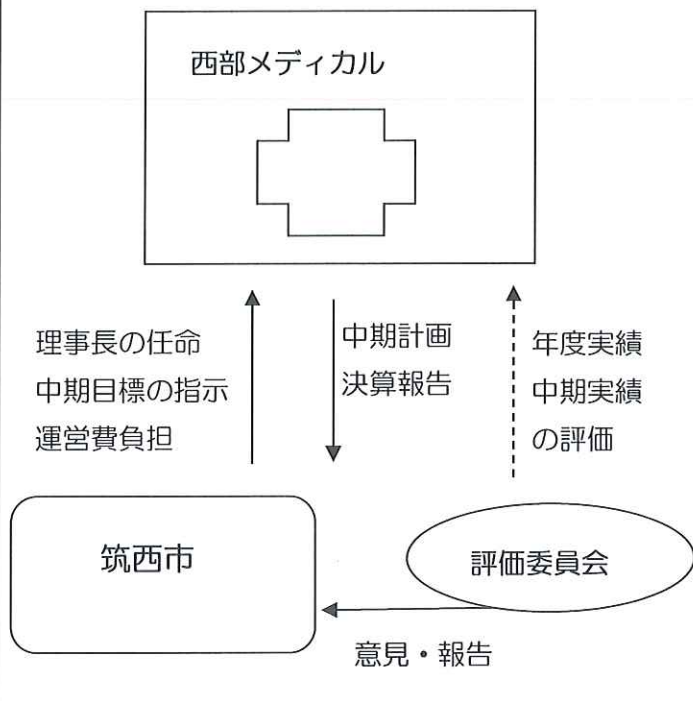 西部メディカル
理事長の任命
中期目標の指示
運営費負担
中期計画
決算報告
年度実績
中期実績
の評価
筑西市
評価委員会
意見・報告